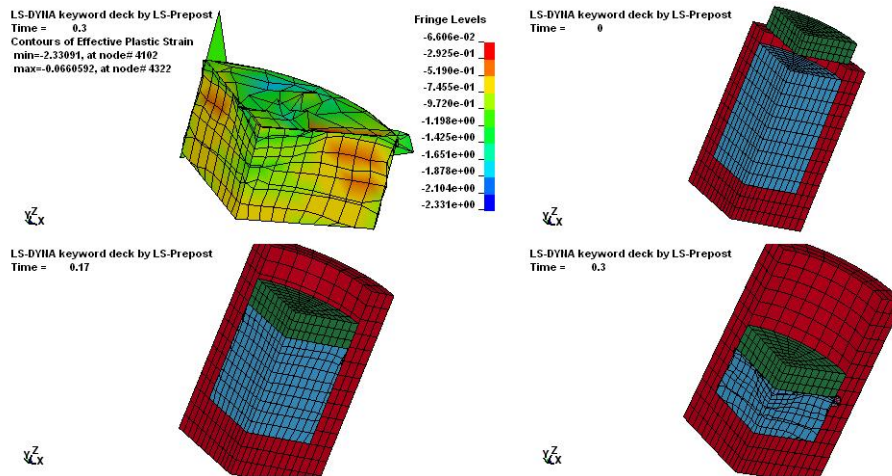 LS-DYNA keyword deck by LS-Prepost
Time = 0.3
Contours of Effective Plastic Strain
min=-2.33091, at node# 4102
max=-0.0660592, at node# 4322
Fringe Levels
-6.606e-02
-2.925e-01
-5.190e-01
-7.455e-01
-9.720e-01
-1.198e+00
-1.425e+00
-1.651e+00
-1.878e+00
-2.104e+00
-2.331e+00
Y Z X
LS-DYNA keyword deck by LS-Prepost
Time = 0
Y Z X
LS-DYNA keyword deck by LS-Prepost
Time = 0.17
Y Z X
LS-DYNA keyword deck by LS-Prepost
Time = 0.3
Y Z X